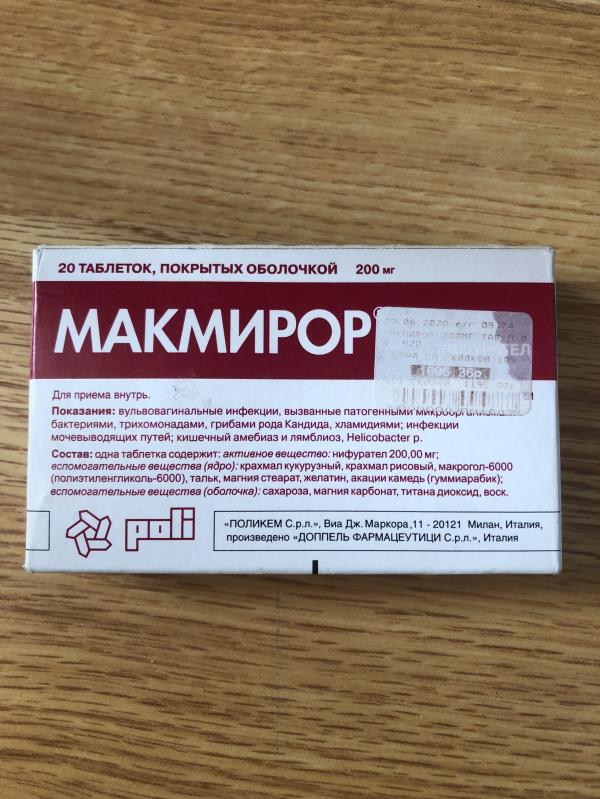 20 ТАБЛЕТОК, ПОКРЫТЫХ ОБОЛОЧКОЙ 200 мг
МАКМИРОР
06 2020
Для приема внутрь.
Показания: вульвовагинальные инфекции, вызванные патогенными
бактериями, трихомонадами, грибами рода Кандида, хламидиями; инфекции
мочевыводящих путей; кишечный амебиаз и лямблиоз, Helicobacter p.
Состав: одна таблетка содержит: активное вещество: нифурател 200,00 мг;
вспомогательные вещества (ядро): крахмал кукурузный, крахмал рисовый, макрогол-6000
(полиэтиленгликоль-6000), тальк, магния стеарат, желатин, акации камедь (гуммиарабик);
вспомогательные вещества (оболочка): сахароза, магния карбонат, титана диоксид, воск.
poli
«ПОЛИКЕМ С.р.л.», Виа Дж. Маркора,11 - 20121 Милан, Италия,
произведено «ДОППЕЛЬ ФАРМАЦЕУТИЦИ С.р.л.», Италия